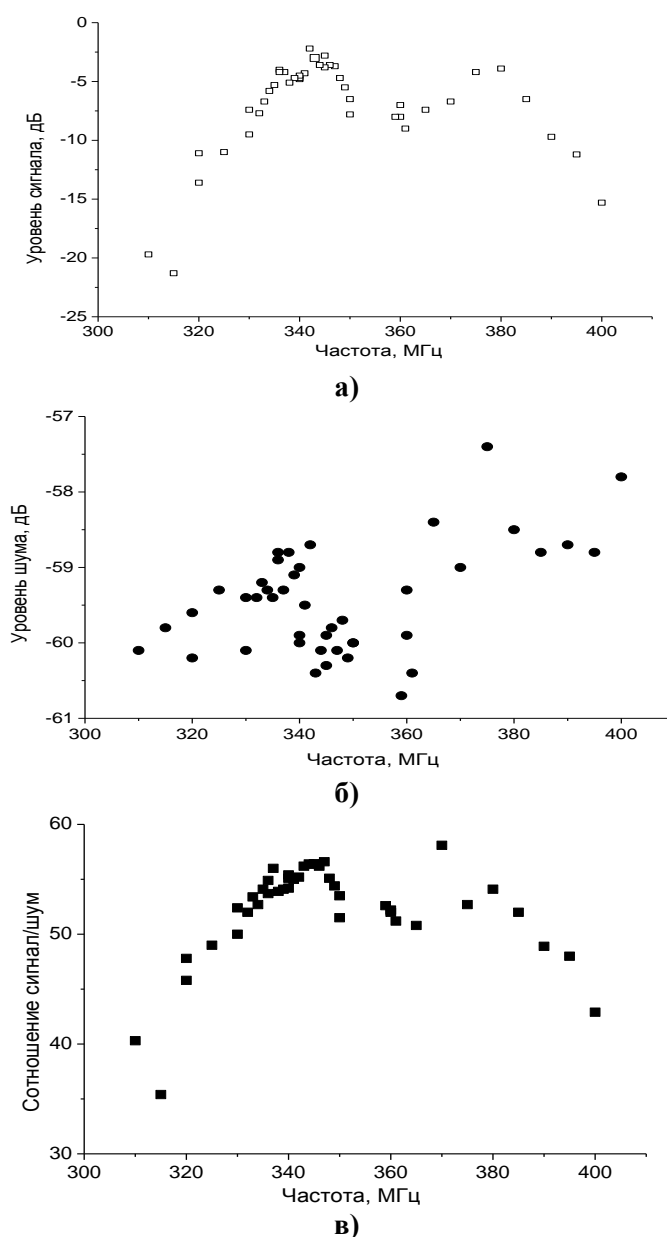 0
-5
-10
-15
-20
-25
Уровень сигнала, дБ
300 320 340 360 380 400
Частота, МГц
а)
-57
-58
-59
-60
-61
Уровень шума, дБ
300 320 340 360 380 400
Частота, МГц
б)
60
50
40
30
Сотношение сигнал/шум
300 320 340 360 380 400
Частота, МГц
в)